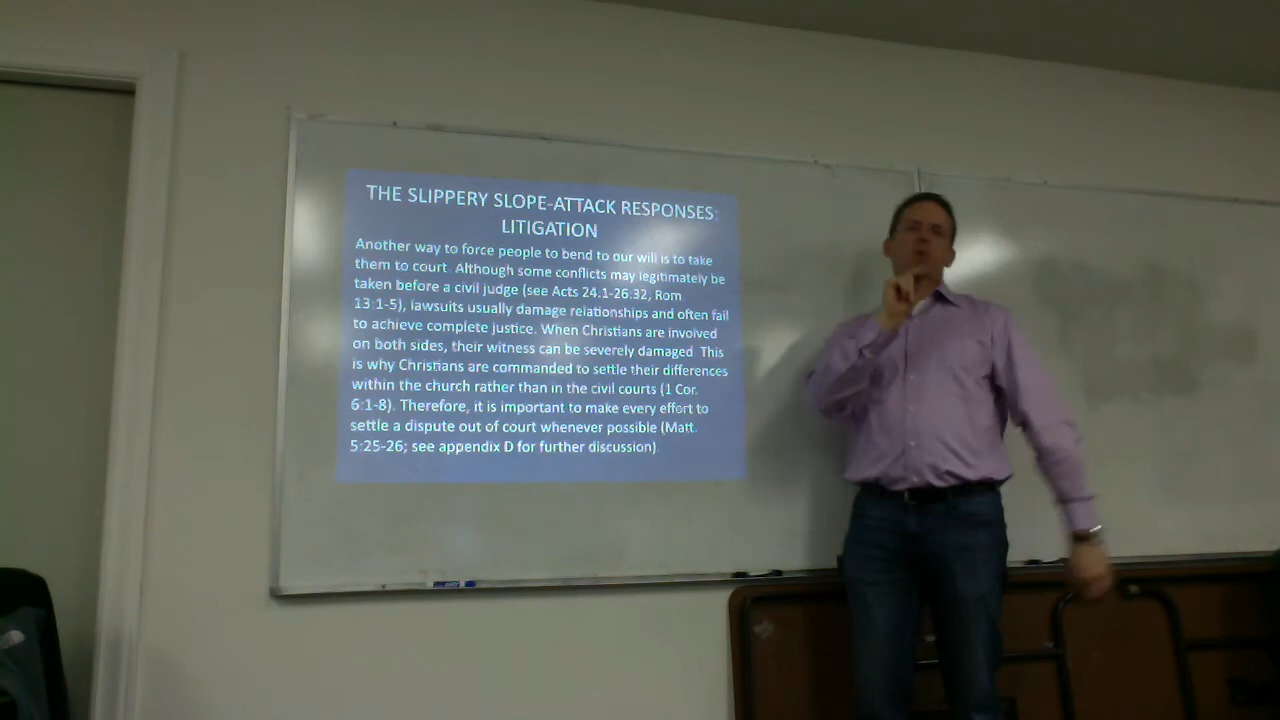 THE SLIPPERY SLOPE-ATTACK RESPONSES:
LITIGATION
Another way to force people to bend to our will is to take
them to court. Although some conflicts may legitimately be
taken before a civil judge (see Acts 24.1-26.32, Rom
13:1-5), lawsuits usually damage relationships and often fail
to achieve complete justice. When Christians are involved
on both sides, their witness can be severely damaged. This
is why Christians are commanded to settle their differences
within the church rather than in the civil courts (1 Cor.
6:1-8). Therefore, it is important to make every effort to
settle a dispute out of court whenever possible (Matt.
5:25-26; see appendix D for further discussion)